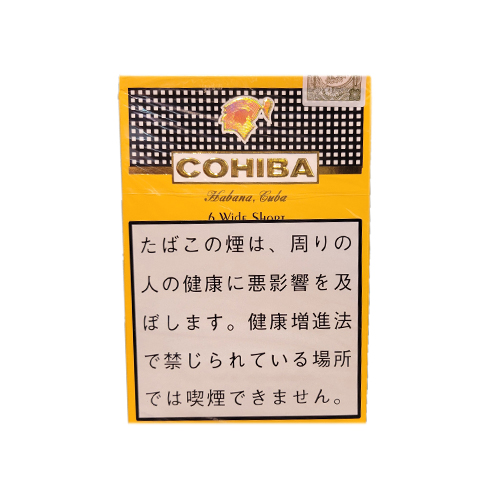 COHIBA
Habana, Cuba
6 Wide Short
たばこの煙は、周りの
人の健康に悪影響を及
ぼします。健康増進法
で禁じられている場所
では喫煙できません。